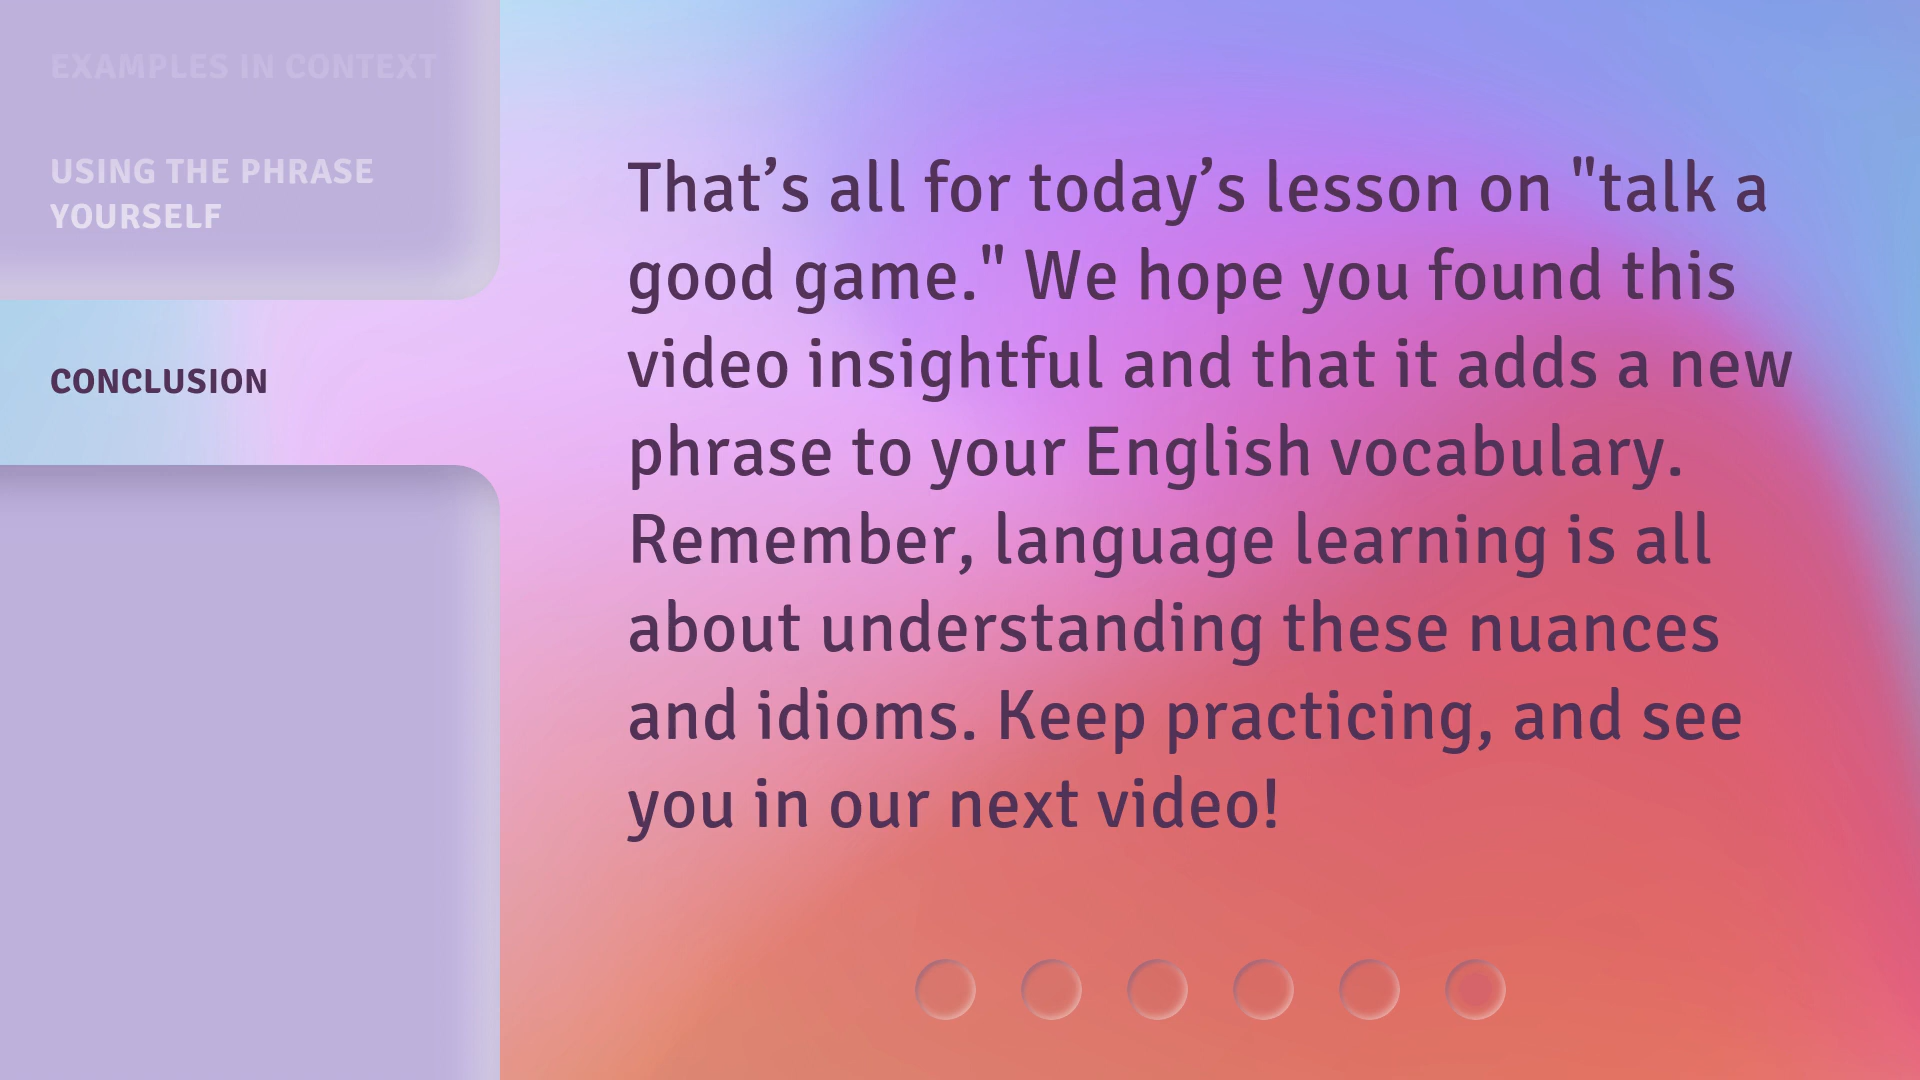 EXAMPLES IN CONTEXT
USING THE PHRASE
YOURSELF
CONCLUSION
That’s all for today’s lesson on "talk a
good game." We hope you found this
video insightful and that it adds a new
phrase to your English vocabulary.
Remember, language learning is all
about understanding these nuances
and idioms. Keep practicing, and see
you in our next video!